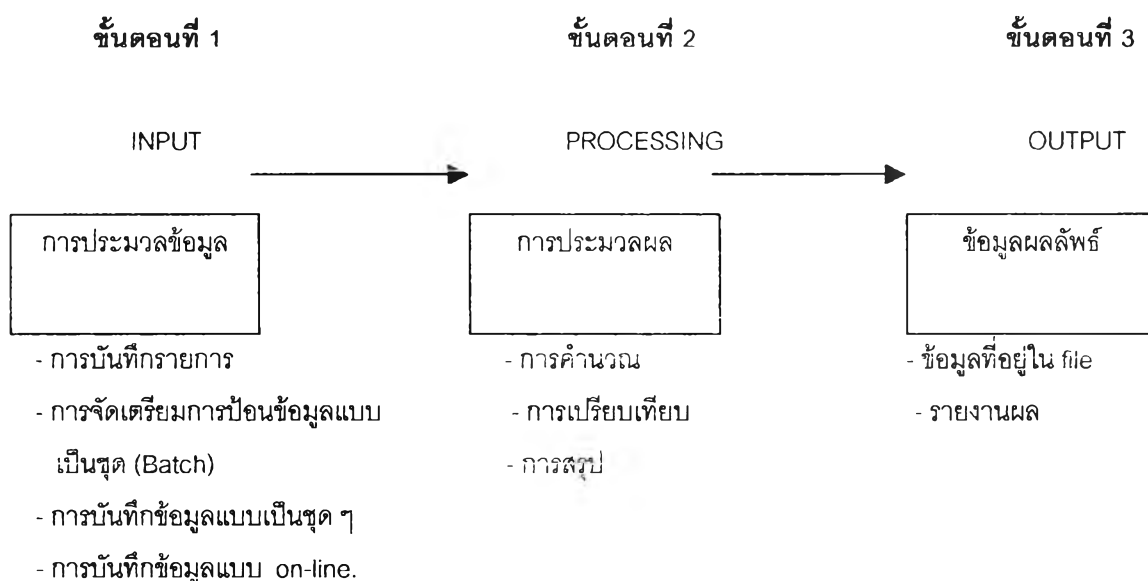 ขั้นตอนที่ 1
ขั้นตอนที่ 2
ขั้นตอนที่ 3
INPUT
PROCESSING
OUTPUT
การประมวลข้อมูล
การประมวลผล
ข้อมูลผลลัพธ์
- การบันทึกรายการ
- การจัดเตรียมการป้อนข้อมูลแบบ
เป็นชุด (Batch)
- การบันทึกข้อมูลแบบเป็นชุด ๆ
- การบันทึกข้อมูลแบบ on-line.
- การคำนวณ
- การเปรียบเทียบ
- การสรุป
- ข้อมูลที่อยู่ใน file
- รายงานผล